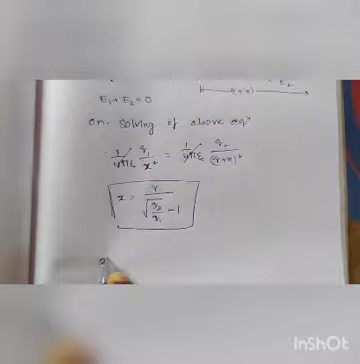 E₂
(r+x)
E₁ + E₂ = 0
on solving of above eqⁿ
1/4πε₀ q₁/x² = 1/4πε₀ q₂/(r+x)²
x = r/(√(q₂/q₁) - 1)
InShOt